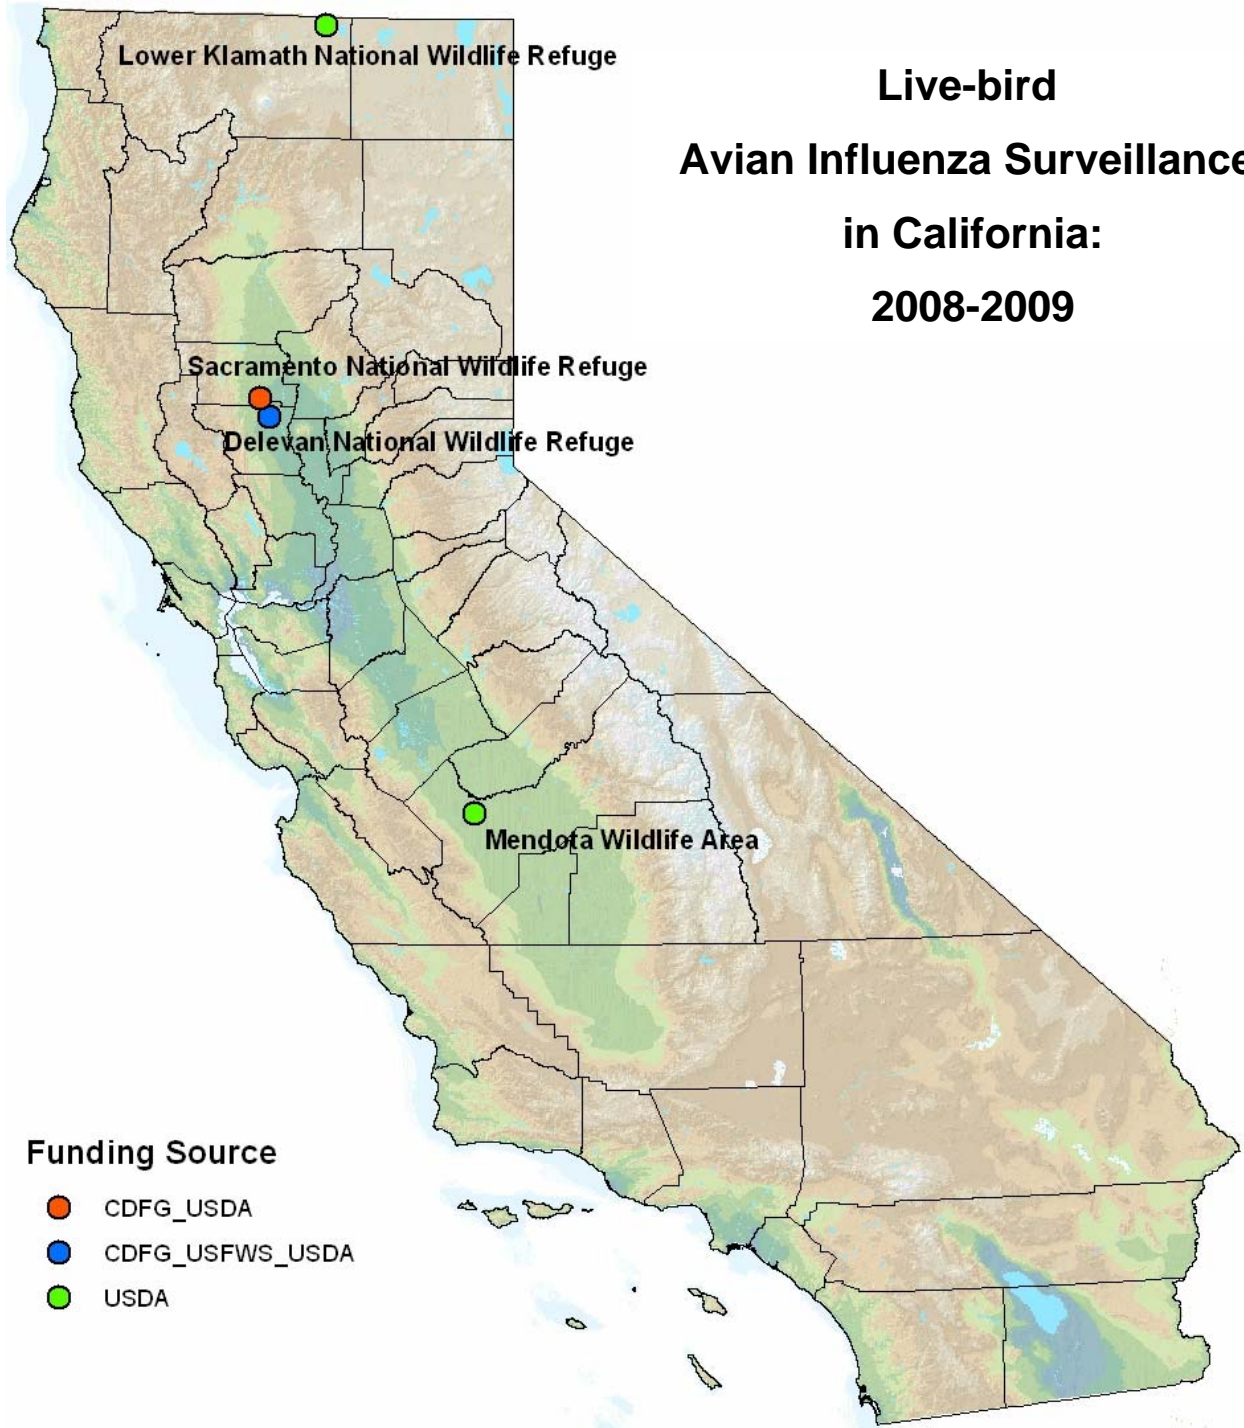 Lower Klamath National Wildlife Refuge
Live-bird
Avian Influenza Surveillance
in California:
2008-2009
Sacramento National Wildlife Refuge
Delevan National Wildlife Refuge
Mendota Wildlife Area
Funding Source
CDFG_USDA
CDFG_USFWS_USDA
USDA